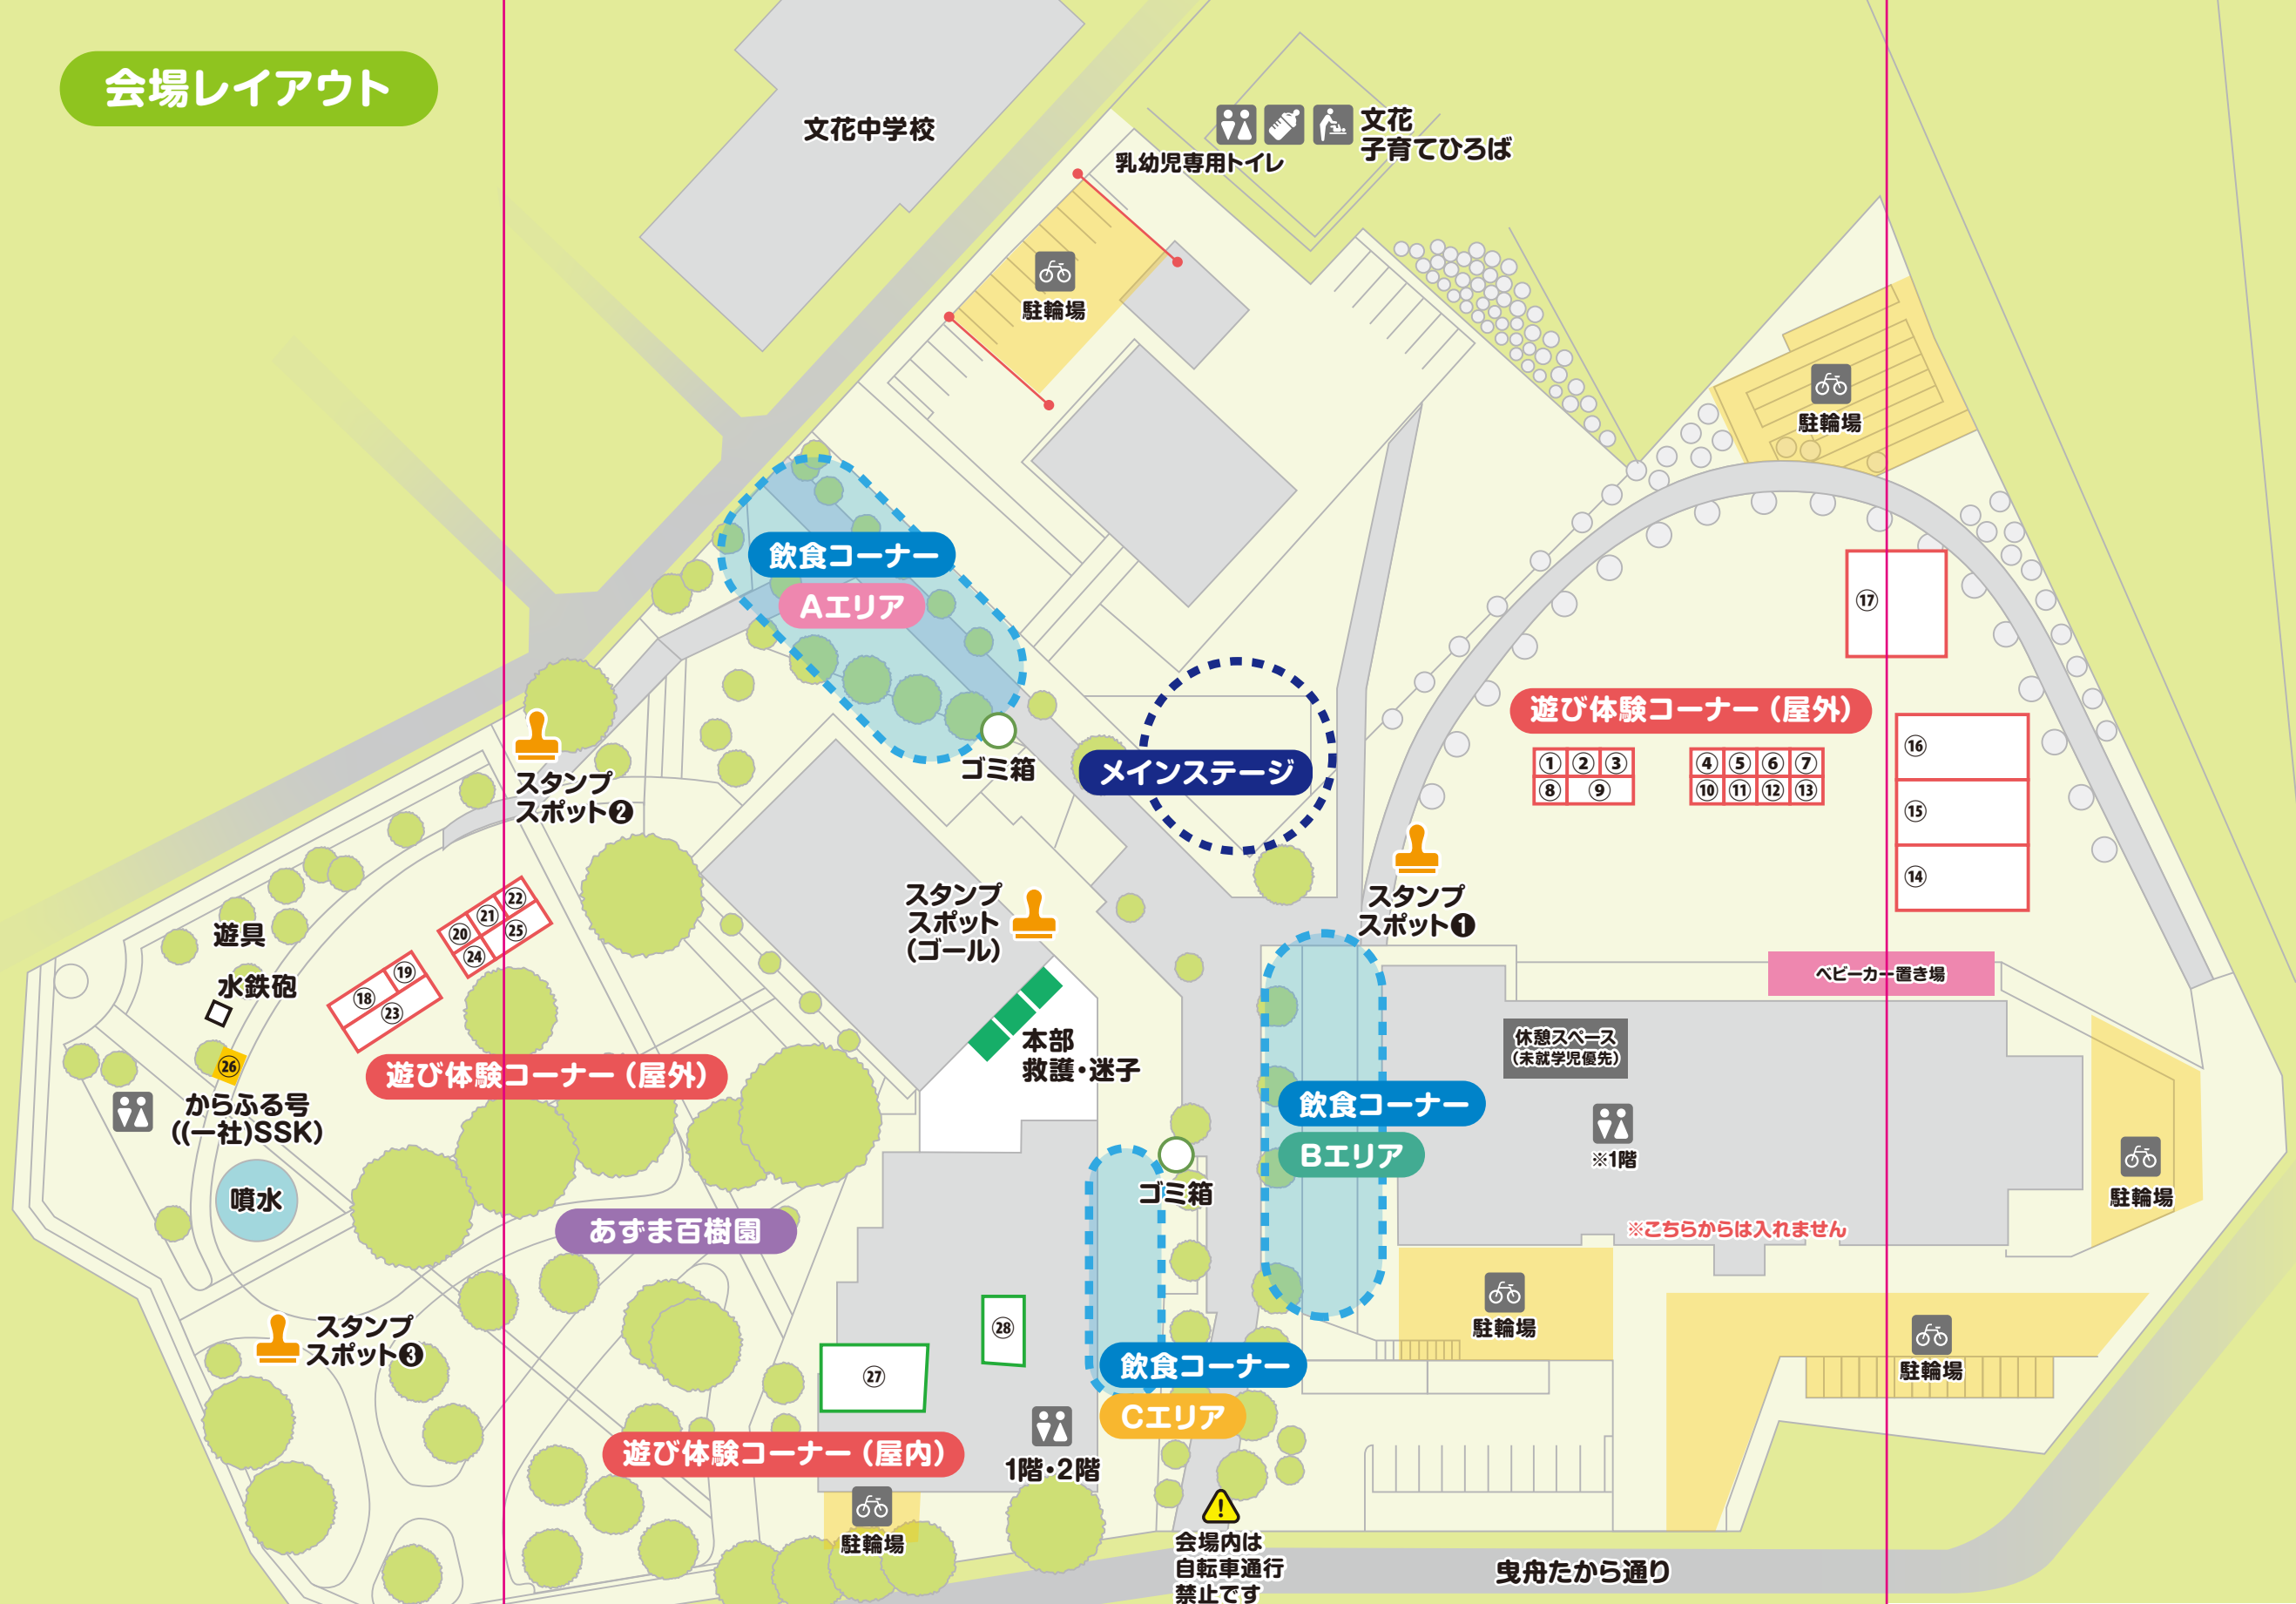 会場レイアウト
文花中学校
文花
子育てひろば
乳幼児専用トイレ
駐輪場
駐輪場
飲食コーナー
Aエリア
⑰
遊び体験コーナー（屋外）
スタンプ
スポット❷
ゴミ箱
メインステージ
① ② ③
⑧ ⑨
④ ⑤ ⑥ ⑦
⑩ ⑪ ⑫ ⑬
⑯
⑮
⑭
スタンプ
スポット❶
スタンプ
スポット
（ゴール）
⑳ ㉑ ㉒
㉔ ㉕
遊具
水鉄砲
⑱ ⑲
㉓
ベビーカー置き場
本部
救護・迷子
休憩スペース
（未就学児優先）
㉖
遊び体験コーナー（屋外）
からふる号
（(一社)SSK）
飲食コーナー
Bエリア
※1階
ゴミ箱
噴水
あずま百樹園
※こちらからは入れません
駐輪場
スタンプ
スポット❸
㉘
㉗
駐輪場
駐輪場
飲食コーナー
Cエリア
遊び体験コーナー（屋内）
1階・2階
駐輪場
会場内は
自転車通行
禁止です
曳舟たから通り